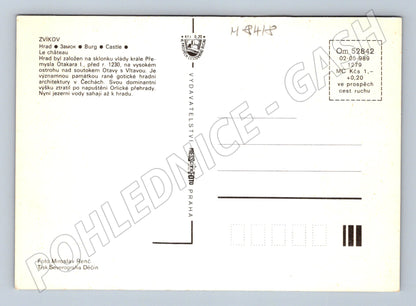 ZVÍKOV
Hrad ● Замок ● Burg ● Castle ●
Le château
Hrad byl založen na sklonku vlády krále Pře-
mysla Otakara I., před r. 1230, na vysokém
ostrohu nad soutokem Otavy s Vltavou. Je
významnou památkou rané gotické hradní
architektury v Čechách. Svou dominantní
výšku ztratil po napuštění Orlické přehrady.
Nyní jezerní vody sahají až k hradu.
Foto Miroslav Renč
Tisk Severografia Děčín
VYDAVATELSTVÍ PRAHA
M 8418
Om 52842
02-05-989
1279
MC Kčs 1,-
+0,20
ve prospěch
cest ruchu
POHLEDNICE - GASH